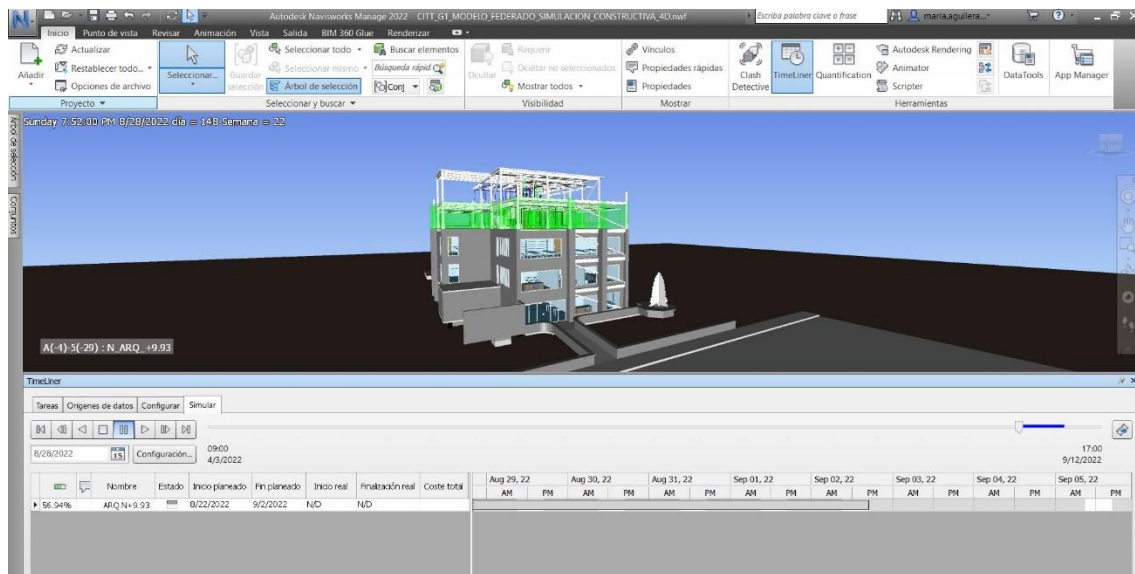 Autodesk Navisworks Manage 2022 CITT_G1_MODELO_FEDERADO_SIMULACION_CONSTRUCTIVA_4D.nwf
Escriba palabra clave o frase
maria.aguilera...
Inicio Punto de vista Revisar Animación Vista Salida BIM 360 Glue Renderizar
Añadir
Actualizar
Restablecer todo...
Opciones de archivo
Proyecto
Seleccionar...
Guardar selección
Seleccionar todo
Seleccionar mismo
Árbol de selección
Buscar elementos
Búsqueda rápid
Conj
Seleccionar y buscar
Ocultar
Requerir
Ocultar no seleccionados
Mostrar todos
Visibilidad
Vínculos
Propiedades rápidas
Propiedades
Mostrar
Clash Detective
TimeLiner
Quantification
Autodesk Rendering
Animator
Scripter
DataTools
App Manager
Herramientas
Árbol de selección
Conjuntos
Sunday 7:52:00 PM 8/28/2022 día = 148 Semana = 22
A(-4)-5(-29) : N_ARQ_+9.93
TimeLiner
Tareas Orígenes de datos Configurar Simular
8/28/2022 15 Configuración...
09:00
4/3/2022
17:00
9/12/2022
Nombre Estado Inicio planeado Fin planeado Inicio real Finalización real Coste total
Aug 29, 22 Aug 30, 22 Aug 31, 22 Sep 01, 22 Sep 02, 22 Sep 03, 22 Sep 04, 22 Sep 05, 22
AM PM AM PM AM PM AM PM AM PM AM PM AM PM AM PM
56.94% ARQ N+9.93 8/22/2022 9/2/2022 N/D N/D